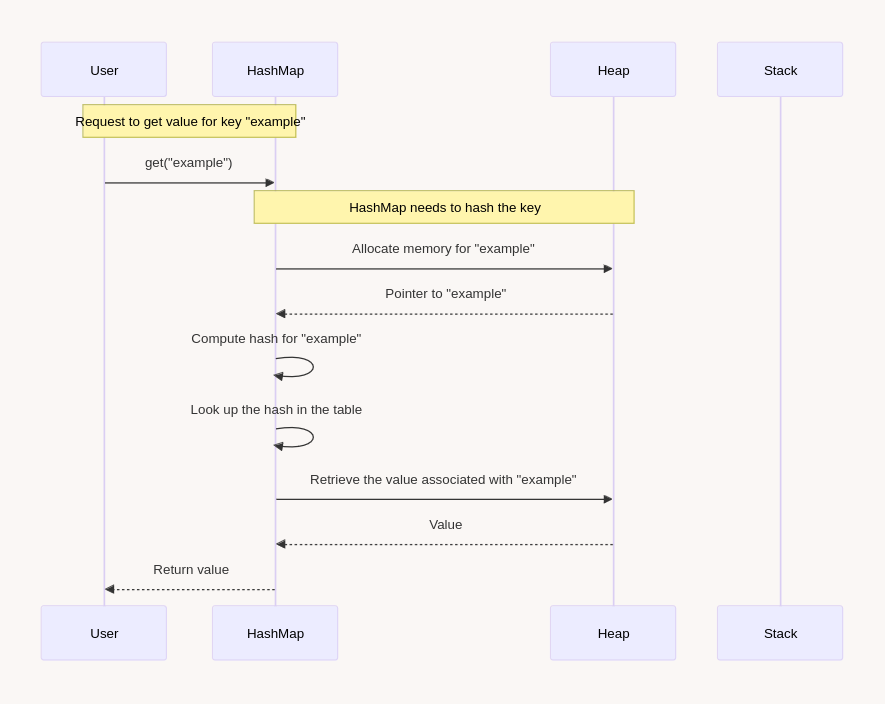 User
HashMap
Heap
Stack
Request to get value for key "example"
get("example")
HashMap needs to hash the key
Allocate memory for "example"
Pointer to "example"
Compute hash for "example"
Look up the hash in the table
Retrieve the value associated with "example"
Value
Return value
User
HashMap
Heap
Stack